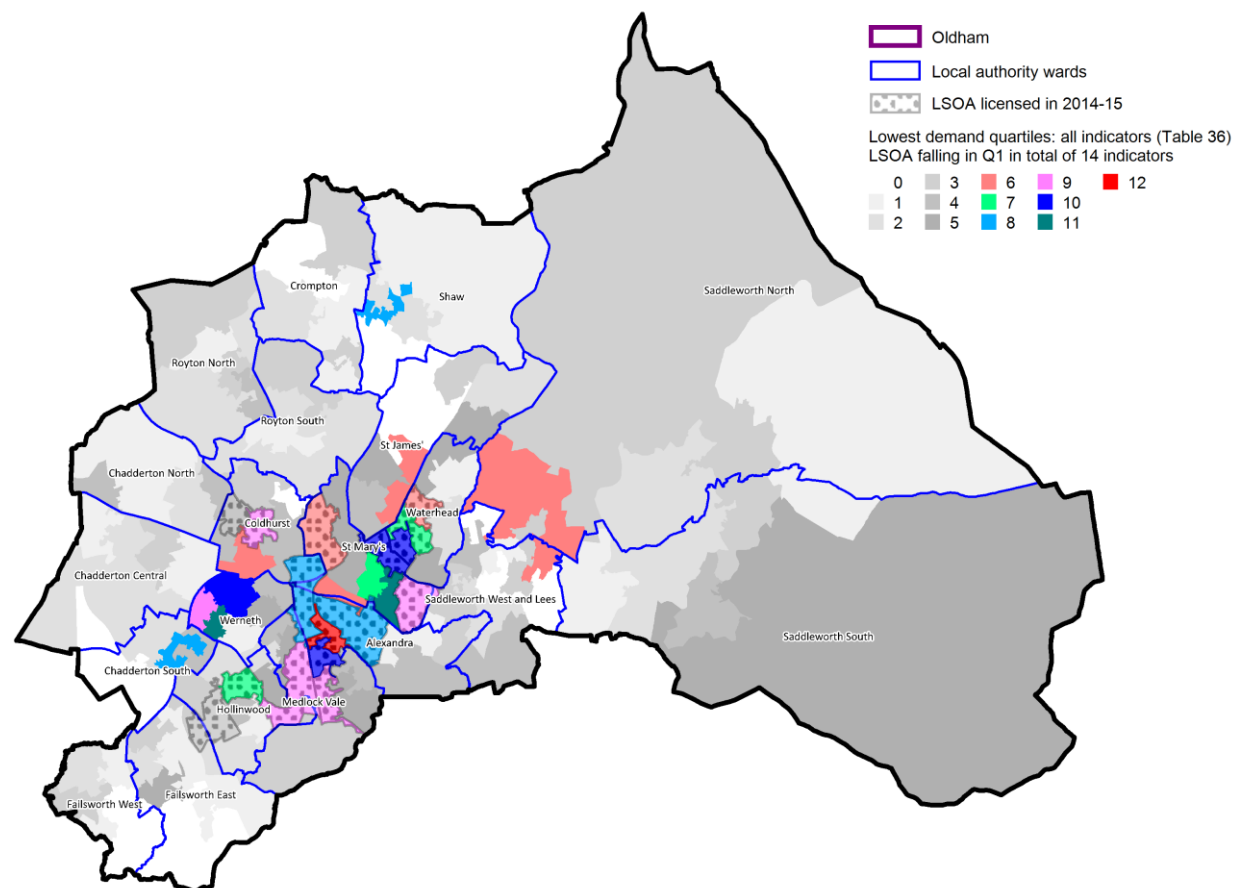 Oldham
Local authority wards
LSOA licensed in 2014-15
Lowest demand quartiles: all indicators (Table 36)
LSOA falling in Q1 in total of 14 indicators
0 3 6 9 12
1 4 7 10
2 5 8 11
Crompton
Shaw
Saddleworth North
Royton North
Royton South
St James'
Chadderton North
Waterhead
Coldhurst
St Mary's
Chadderton Central
Saddleworth West and Lees
Werneth
Alexandra
Saddleworth South
Chadderton South
Medlock Vale
Hollinwood
Failsworth East
Failsworth West